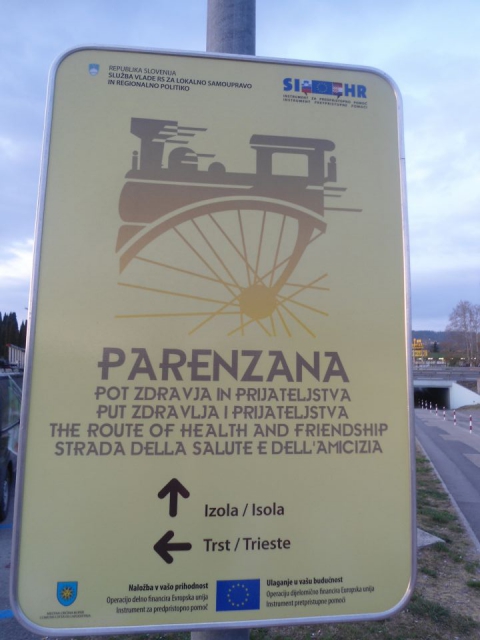 REPUBLIKA SLOVENIJA
SLUŽBA VLADE RS ZA LOKALNO SAMOUPRAVO
IN REGIONALNO POLITIKO
SI HR
PARENZANA
POT ZDRAVJA IN PRIJATELJSTVA
PUT ZDRAVLJA I PRIJATELJSTVA
THE ROUTE OF HEALTH AND FRIENDSHIP
STRADA DELLA SALUTE E DELL'AMICIZIA
Izola / Isola
Trst / Trieste
Naložba v vašo prihodnost
Operacijo delno financira Evropska unija
Instrument za predpristopno pomoč
Ulaganje u vašu budućnost
Operaciju djelomično financira Europska unija
Instrument pretpristupne pomoći